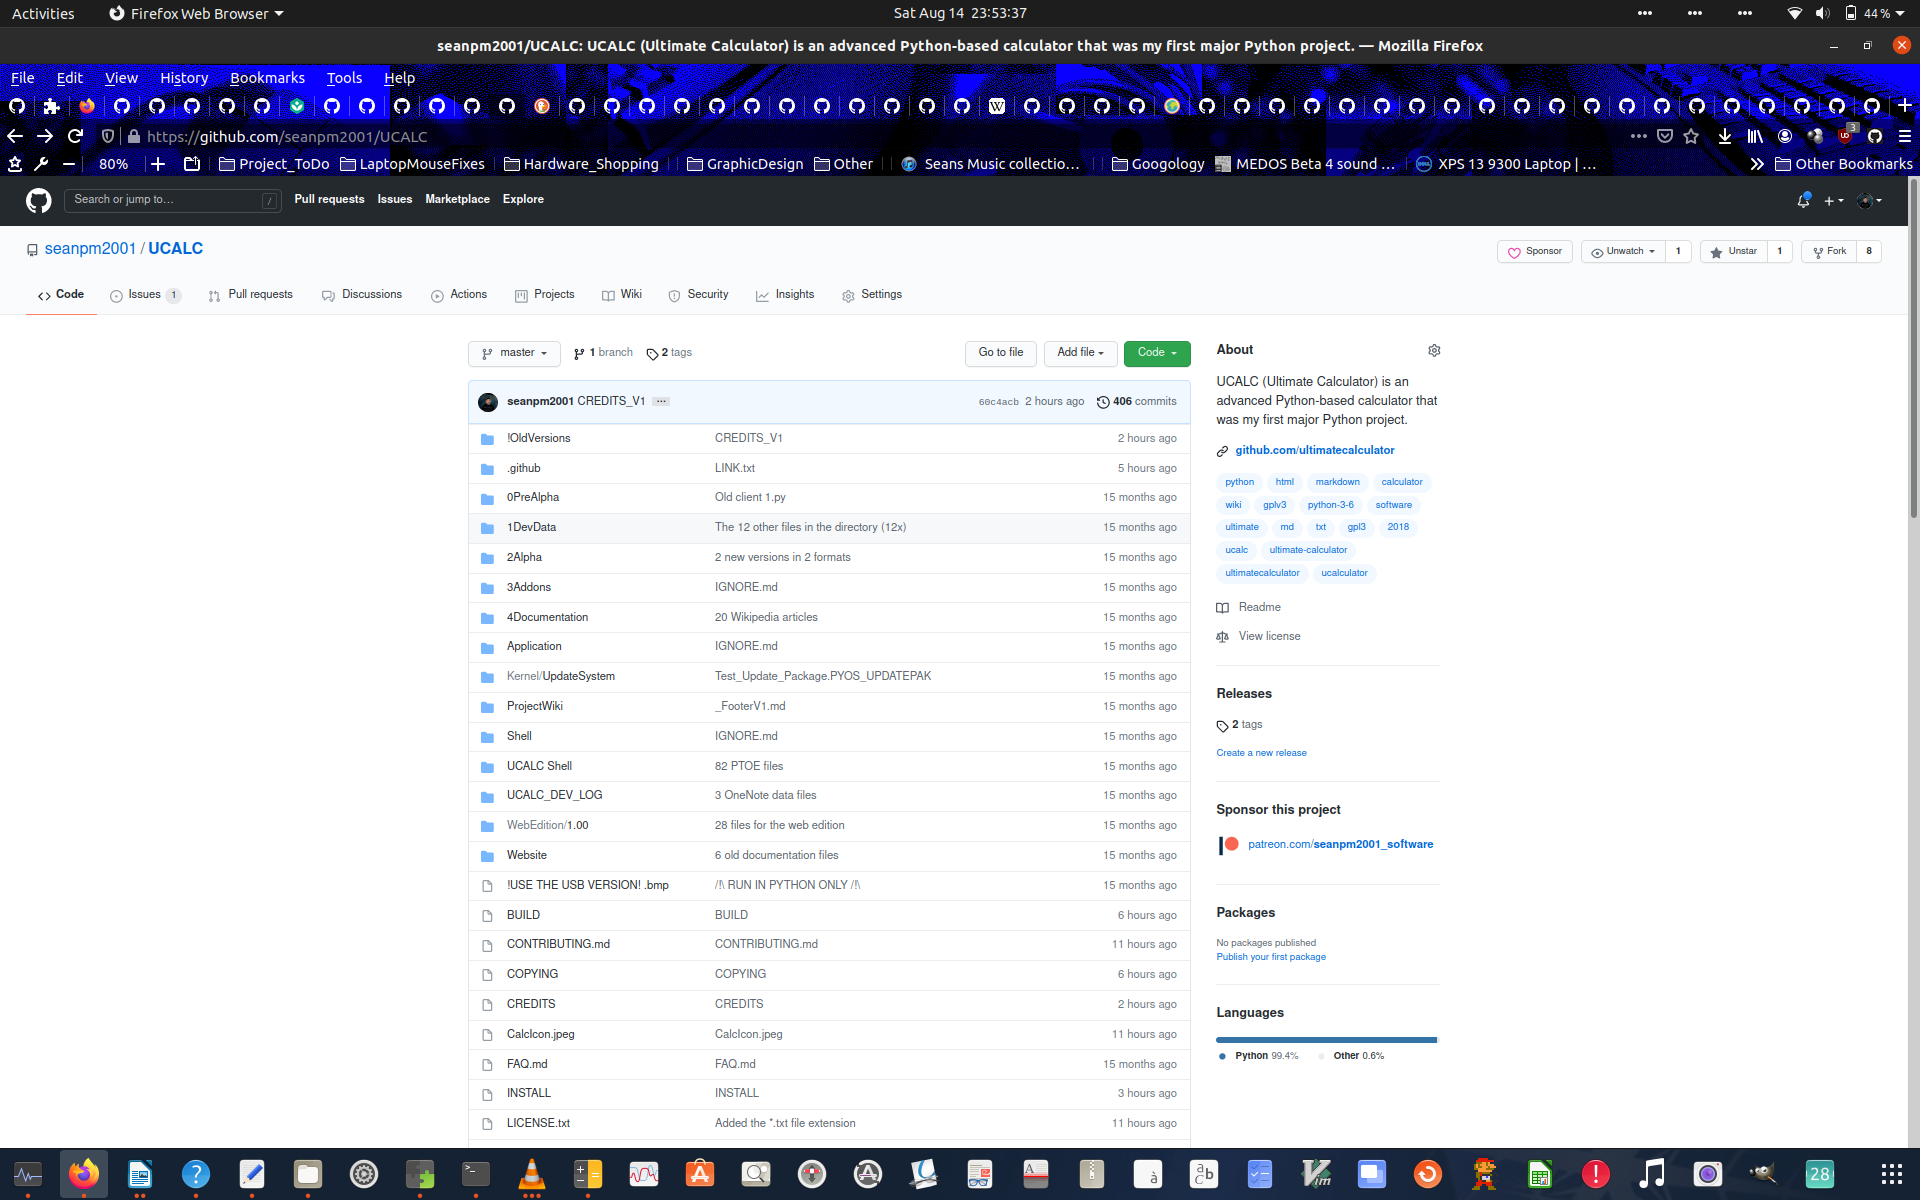 Activities Firefox Web Browser Sat Aug 14 23:53:37 44%
seanpm2001/UCALC: UCALC (Ultimate Calculator) is an advanced Python-based calculator that was my first major Python project. — Mozilla Firefox
File Edit View History Bookmarks Tools Help
https://github.com/seanpm2001/UCALC 3
80% Project_ToDo LaptopMouseFixes Hardware_Shopping GraphicDesign Other Seans Music collectio… Googology MEDOS Beta 4 sound … XPS 13 9300 Laptop | … Other Bookmarks
Search or jump to… / Pull requests Issues Marketplace Explore
seanpm2001 / UCALC Sponsor Unwatch 1 Unstar 1 Fork 8
Code Issues 1 Pull requests Discussions Actions Projects Wiki Security Insights Settings
master 1 branch 2 tags Go to file Add file Code
seanpm2001 CREDITS_V1 ... 60c4acb 2 hours ago 406 commits
!OldVersions CREDITS_V1 2 hours ago
.github LINK.txt 5 hours ago
0PreAlpha Old client 1.py 15 months ago
1DevData The 12 other files in the directory (12x) 15 months ago
2Alpha 2 new versions in 2 formats 15 months ago
3Addons IGNORE.md 15 months ago
4Documentation 20 Wikipedia articles 15 months ago
Application IGNORE.md 15 months ago
Kernel/UpdateSystem Test_Update_Package.PYOS_UPDATEPAK 15 months ago
ProjectWiki _FooterV1.md 15 months ago
Shell IGNORE.md 15 months ago
UCALC Shell 82 PTOE files 15 months ago
UCALC_DEV_LOG 3 OneNote data files 15 months ago
WebEdition/1.00 28 files for the web edition 15 months ago
Website 6 old documentation files 15 months ago
!USE THE USB VERSION! .bmp /!\ RUN IN PYTHON ONLY /!\ 15 months ago
BUILD BUILD 6 hours ago
CONTRIBUTING.md CONTRIBUTING.md 11 hours ago
COPYING COPYING 6 hours ago
CREDITS CREDITS 2 hours ago
CalcIcon.jpeg CalcIcon.jpeg 11 hours ago
FAQ.md FAQ.md 15 months ago
INSTALL INSTALL 3 hours ago
LICENSE.txt Added the *.txt file extension 11 hours ago
About
UCALC (Ultimate Calculator) is an
advanced Python-based calculator that
was my first major Python project.
github.com/ultimatecalculator
python html markdown calculator
wiki gplv3 python-3-6 software
ultimate md txt gpl3 2018
ucalc ultimate-calculator
ultimatecalculator ucalculator
Readme
View license
Releases
2 tags
Create a new release
Sponsor this project
patreon.com/seanpm2001_software
Packages
No packages published
Publish your first package
Languages
Python 99.4% Other 0.6%
28